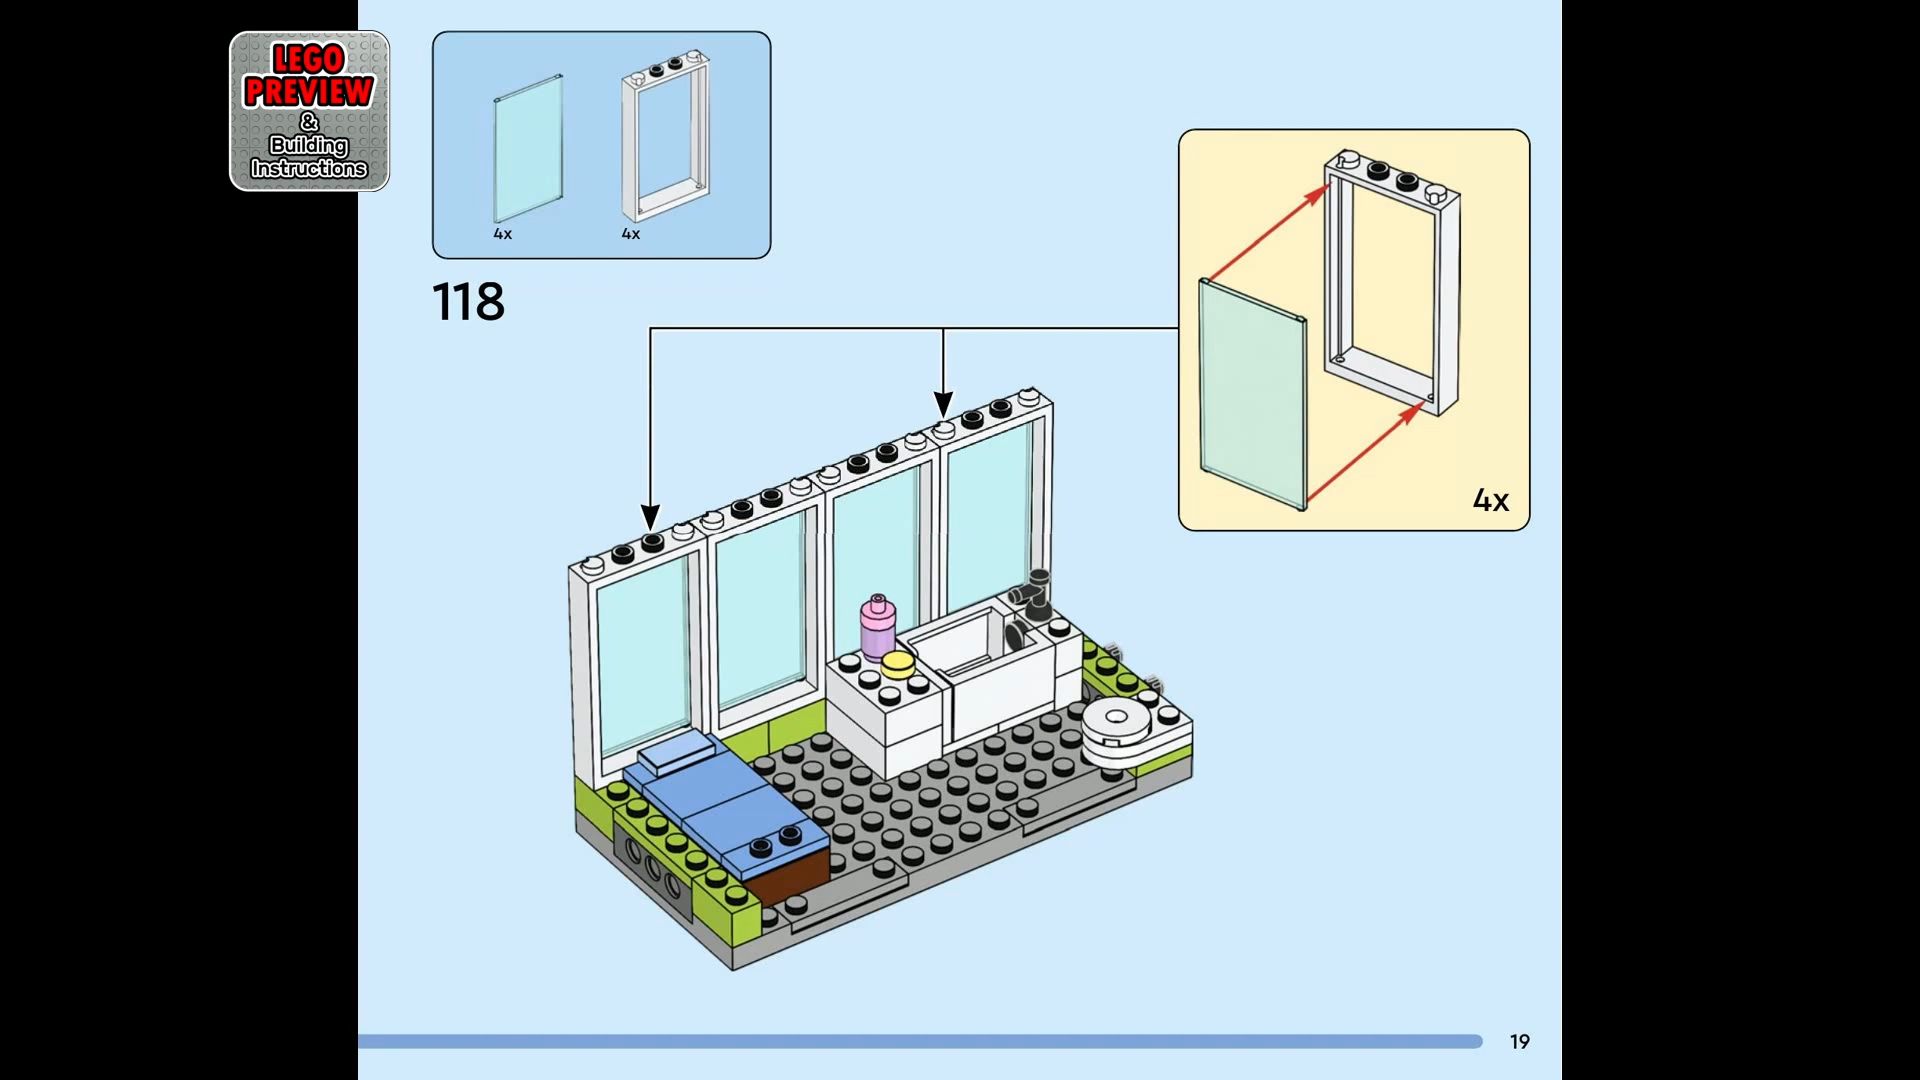 LEGO
PREVIEW
&
Building
Instructions
4x
4x
118
4x
19